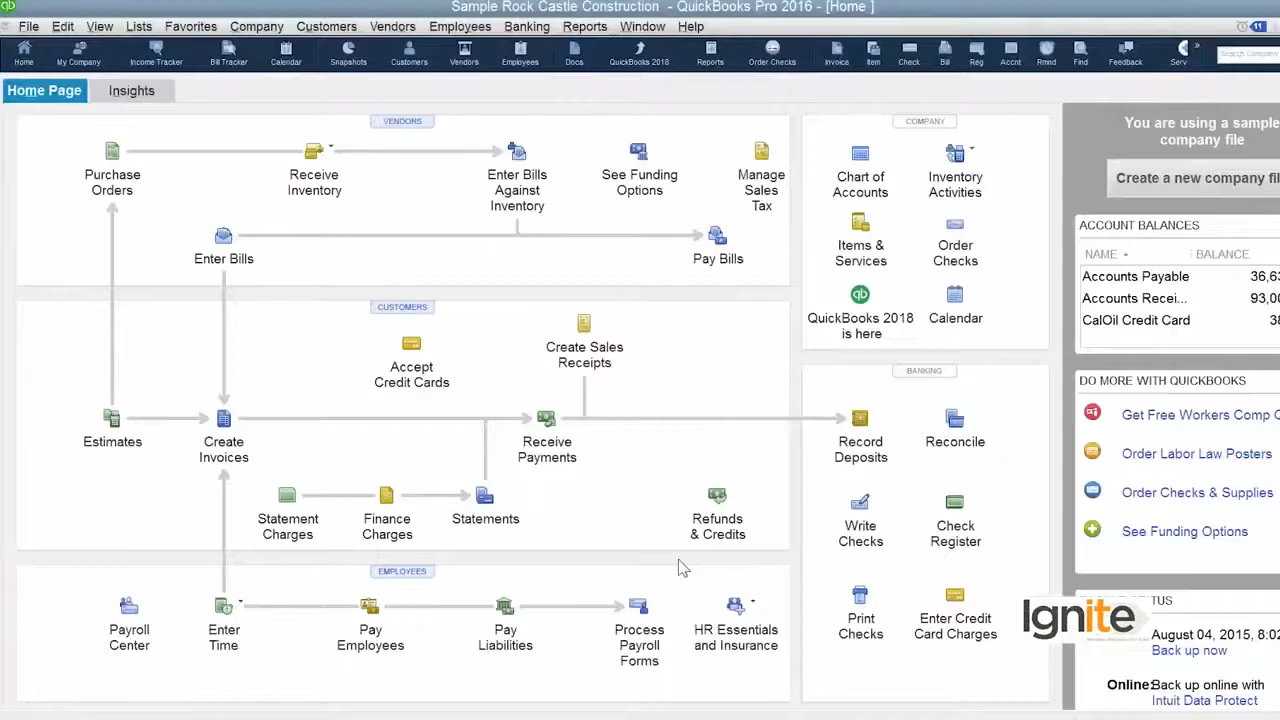 Sample Rock Castle Construction - QuickBooks Pro 2016 - [Home ]
File Edit View Lists Favorites Company Customers Vendors Employees Banking Reports Window Help
11
Home My Company Income Tracker Bill Tracker Calendar Snapshots Customers Vendors Employees Docs QuickBooks 2018 Reports Order Checks Invoice Item Check Bill Reg Accnt Rmnd Find Feedback Serv
Search Company
Home Page Insights
VENDORS
Purchase
Orders
Receive
Inventory
Enter Bills
Against
Inventory
See Funding
Options
Manage
Sales
Tax
Enter Bills
Pay Bills
CUSTOMERS
Accept
Credit Cards
Create Sales
Receipts
Estimates
Create
Invoices
Receive
Payments
Statement
Charges
Finance
Charges
Statements
Refunds
& Credits
EMPLOYEES
Payroll
Center
Enter
Time
Pay
Employees
Pay
Liabilities
Process
Payroll
Forms
HR Essentials
and Insurance
COMPANY
Chart of
Accounts
Inventory
Activities
Items &
Services
Order
Checks
qb
QuickBooks 2018
is here
Calendar
BANKING
Record
Deposits
Reconcile
Write
Checks
Check
Register
Print
Checks
Enter Credit
Card Charges
You are using a sample
company file
Create a new company fil
ACCOUNT BALANCES
NAME BALANCE
Accounts Payable 36,63
Accounts Recei... 93,00
CalOil Credit Card 38
DO MORE WITH QUICKBOOKS
Get Free Workers Comp
Order Labor Law Posters
Order Checks & Supplies
See Funding Options
Ignite
TUS
August 04, 2015, 8:02
Back up now
Online: Back up online with
Intuit Data Protect